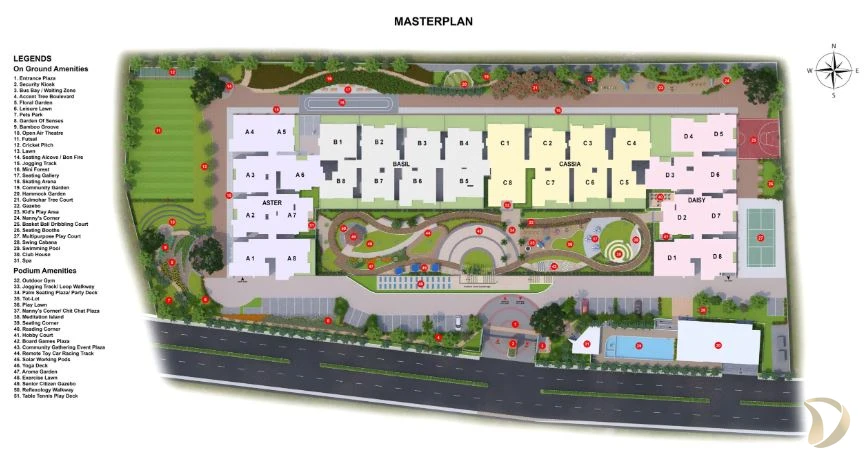 MASTERPLAN
LEGENDS
On Ground Amenities
1. Entrance Plaza
2. Security Kiosk
3. Bus Bay / Waiting Zone
4. Accent Tree Boulevard
5. Floral Garden
6. Leisure Lawn
7. Pets Park
8. Garden Of Senses
9. Bamboo Groove
10. Open Air Theatre
11. Futsal
12. Cricket Pitch
13. Lawn
14. Seating Alcove / Bon Fire
15. Jogging Track
16. Mini Forest
17. Seating Gallery
18. Skating Arena
19. Community Garden
20. Hammock Garden
21. Gulmohar Tree Court
22. Gazebo
23. Kid's Play Area
24. Nanny's Corner
25. Basket Ball Dribbling Court
26. Seating Booths
27. Multipurpose Play Court
28. Swing Cabana
29. Swimming Pool
30. Club House
31. Spa
Podium Amenities
32. Outdoor Gym
33. Jogging Track/ Loop Walkway
34. Palm Seating Plaza/ Party Deck
35. Tot-Lot
36. Play Lawn
37. Nanny's Corner/ Chit Chat Plaza
38. Meditation Island
39. Seating Corner
40. Reading Corner
41. Hobby Court
42. Board Games Plaza
43. Community Gathering Event Plaza
44. Remote Toy Car Racing Track
45. Solar Working Pods
46. Yoga Deck
47. Aroma Garden
48. Exercise Lawn
49. Senior Citizen Gazebo
50. Reflexology Walkway
51. Table Tennis Play Deck
N
W E
S
A 4 A 5
A 3 A 6
ASTER
A 2 A 7
A 1 A 8
B 1 B 2 B 3 B 4
BASIL
B 8 B 7 B 6 B 5
C 1 C 2 C 3 C 4
CASSIA
C 8 C 7 C 6 C 5
D 4 D 5
D 3 D 6
DAISY
D 2 D 7
D 1 D 8